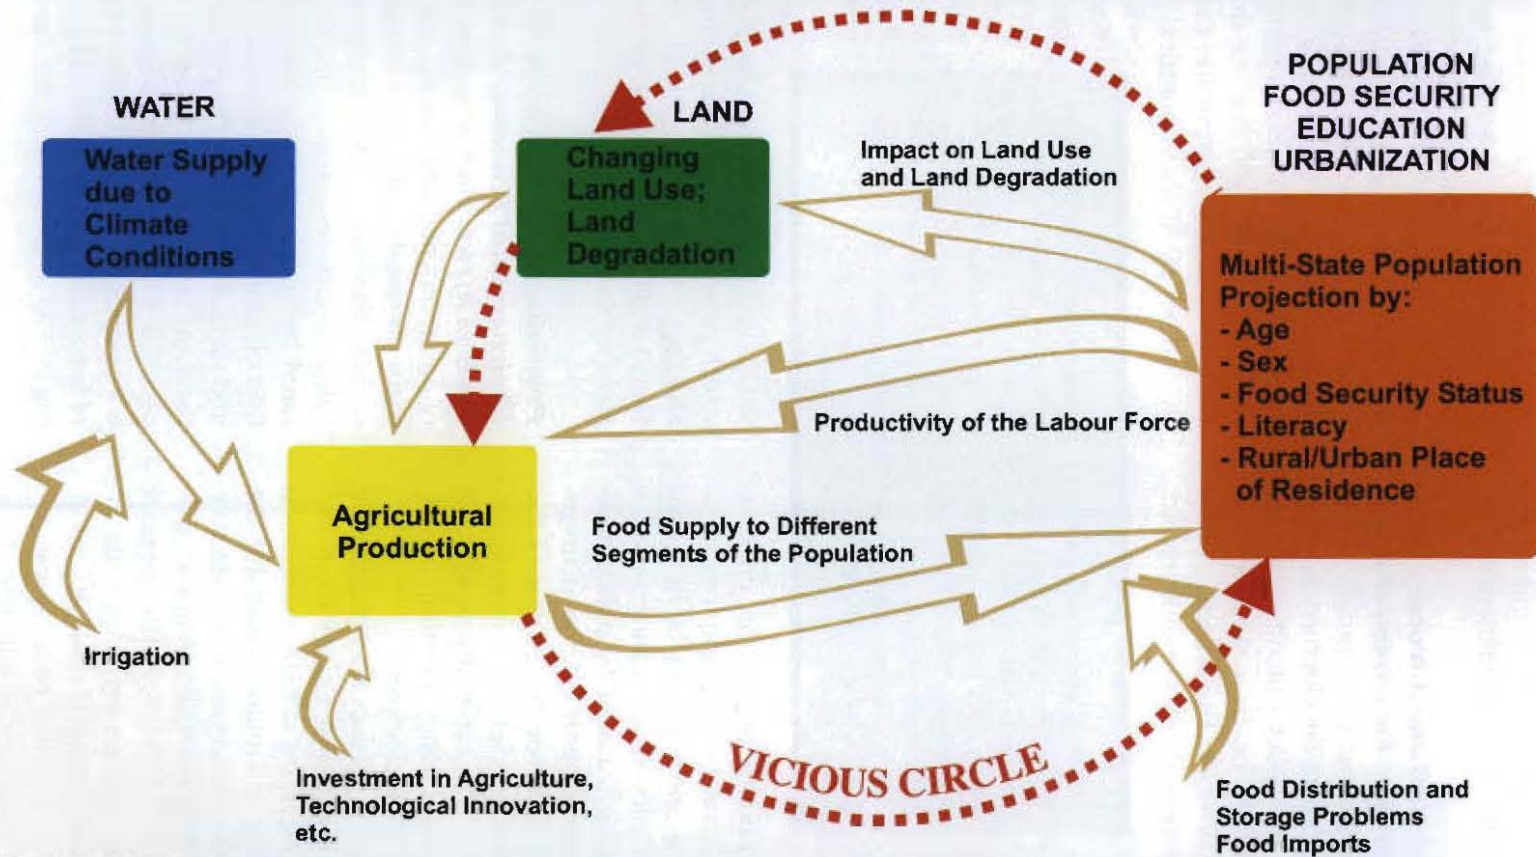 WATER
Water Supply
due to
Climate
Conditions
LAND
Changing
Land Use;
Land
Degradation
Impact on Land Use
and Land Degradation
POPULATION
FOOD SECURITY
EDUCATION
URBANIZATION
Multi-State Population
Projection by:
- Age
- Sex
- Food Security Status
- Literacy
- Rural/Urban Place
of Residence
Productivity of the Labour Force
Agricultural
Production
Food Supply to Different
Segments of the Population
Irrigation
Investment in Agriculture,
Technological Innovation,
etc.
VICIOUS CIRCLE
Food Distribution and
Storage Problems
Food Imports